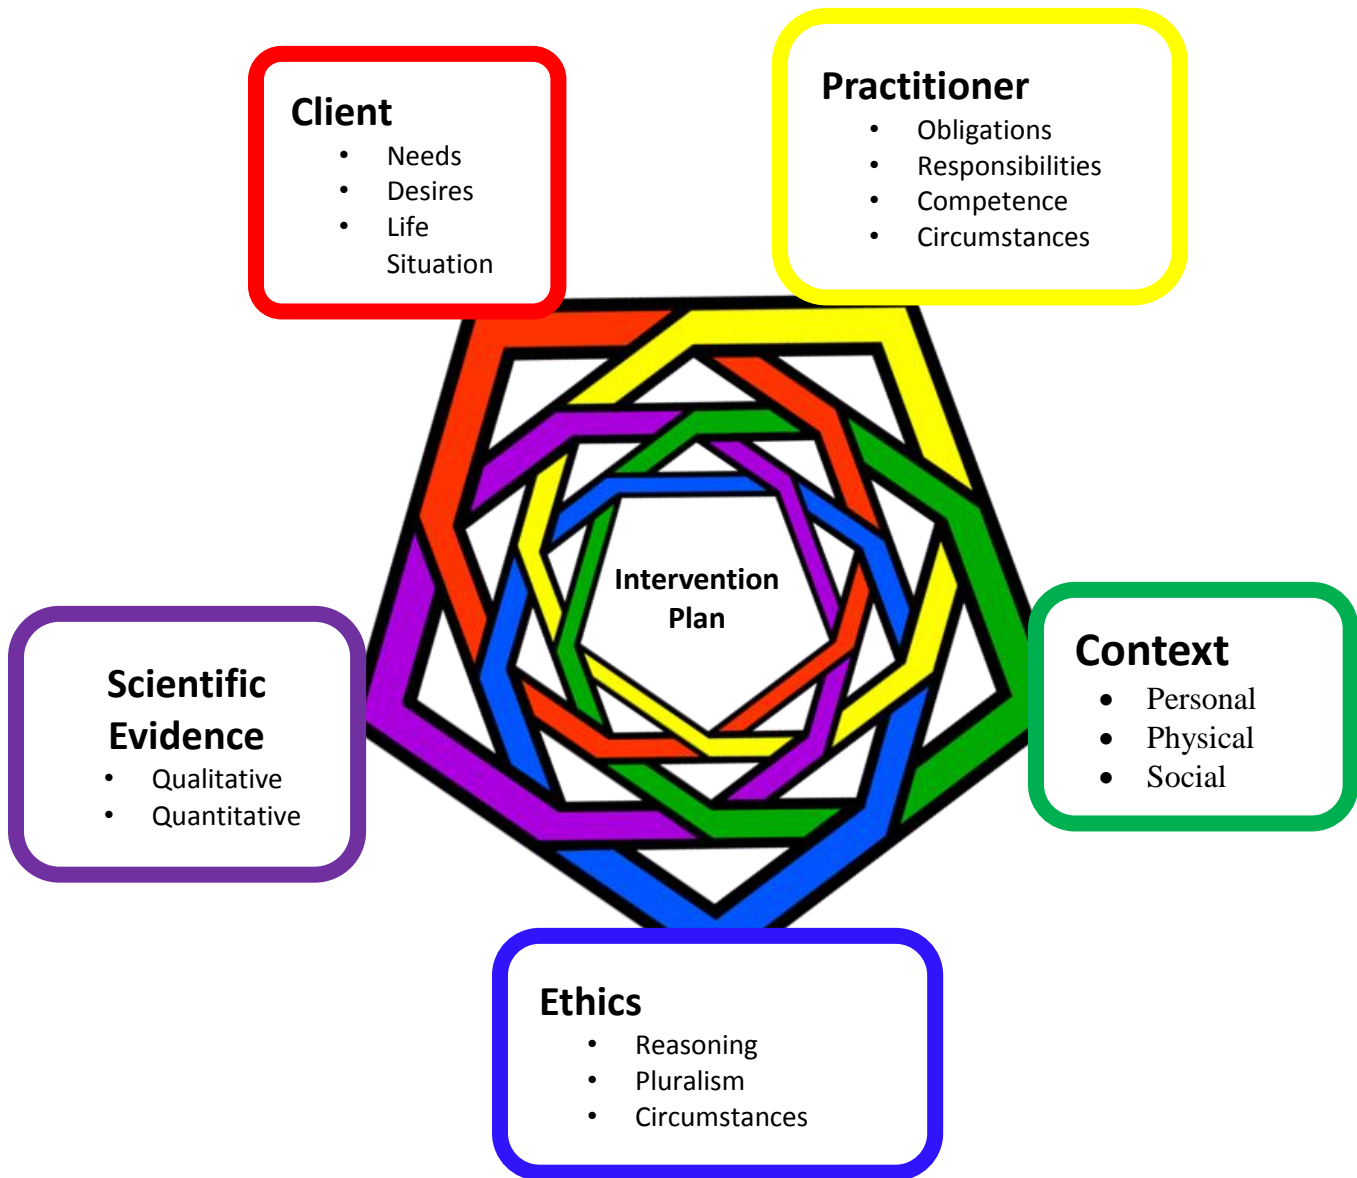 Client
• Needs
• Desires
• Life
Situation
Practitioner
• Obligations
• Responsibilities
• Competence
• Circumstances
Intervention
Plan
Scientific
Evidence
• Qualitative
• Quantitative
Context
• Personal
• Physical
• Social
Ethics
• Reasoning
• Pluralism
• Circumstances